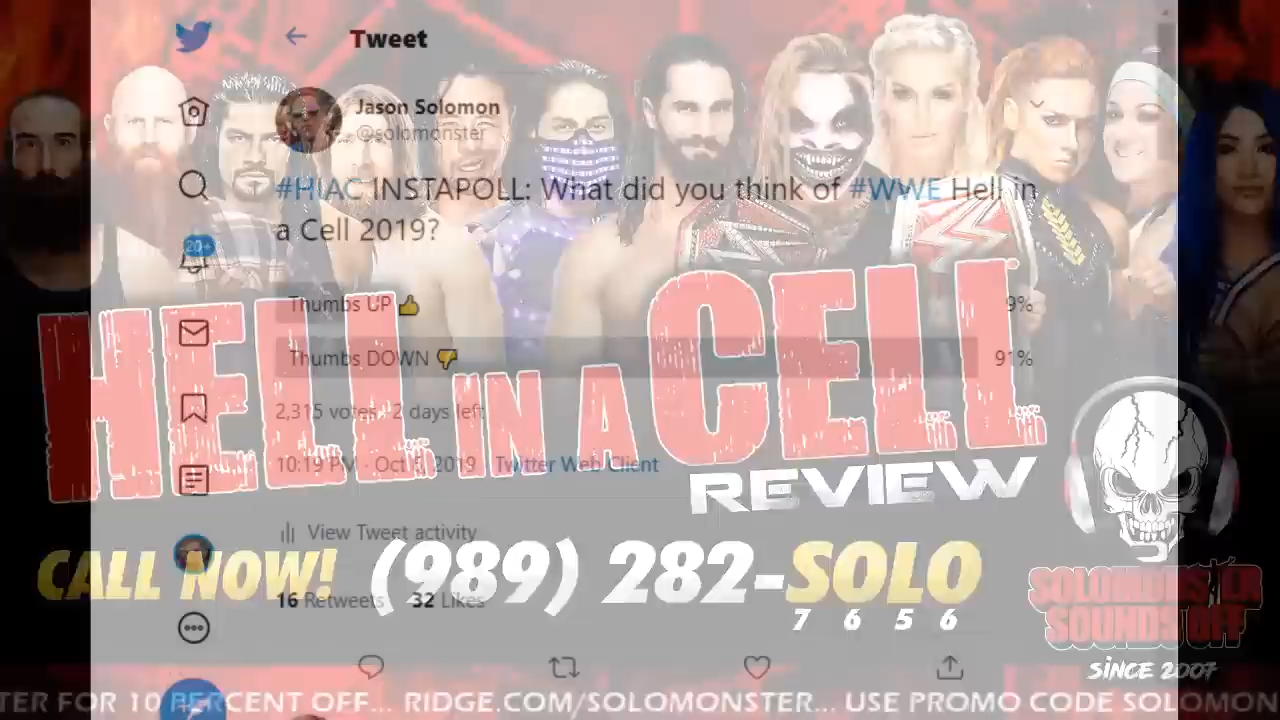 Tweet
Jason Solomon
@solomonster
#HIAC INSTAPOLL: What did you think of #WWE Hell in
a Cell 2019?
20+
Thumbs UP 👍 9%
Thumbs DOWN 👎 91%
2,315 votes · 2 days left
10:19 PM · Oct 6, 2019 · Twitter Web Client
HELL IN A CELL
REVIEW
View Tweet activity
CALL NOW! (989) 282-SOLO
7 6 5 6
16 Retweets 32 Likes
SOLOMONSTER
SOUNDS OFF
SINCE 2007
TER FOR 10 PERCENT OFF... RIDGE.COM/SOLOMONSTER... USE PROMO CODE SOLOMON